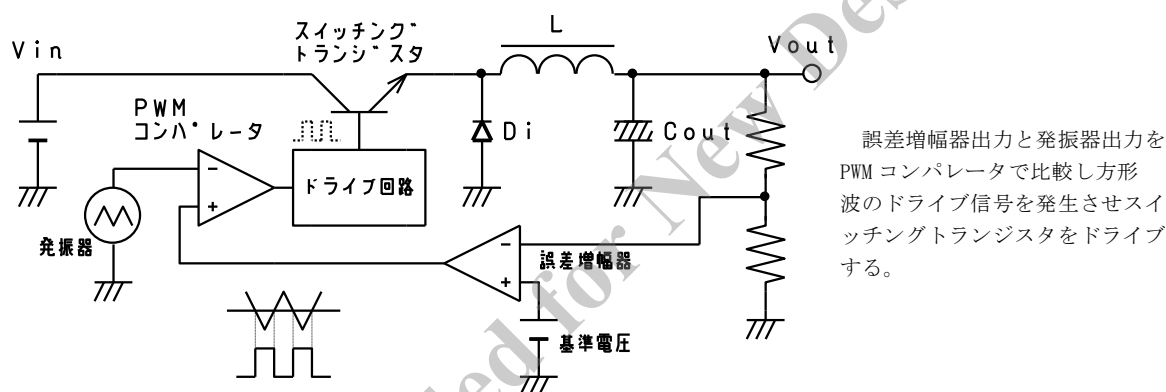 Vin
スイッチング
トランジスタ
L
Vout
PWM
コンパレータ
Di
Cout
ドライブ回路
発振器
誤差増幅器
基準電圧
誤差増幅器出力と発振器出力を
PWM コンパレータで比較し方形
波のドライブ信号を発生させスイ
ッチングトランジスタをドライブ
する。
for New Des